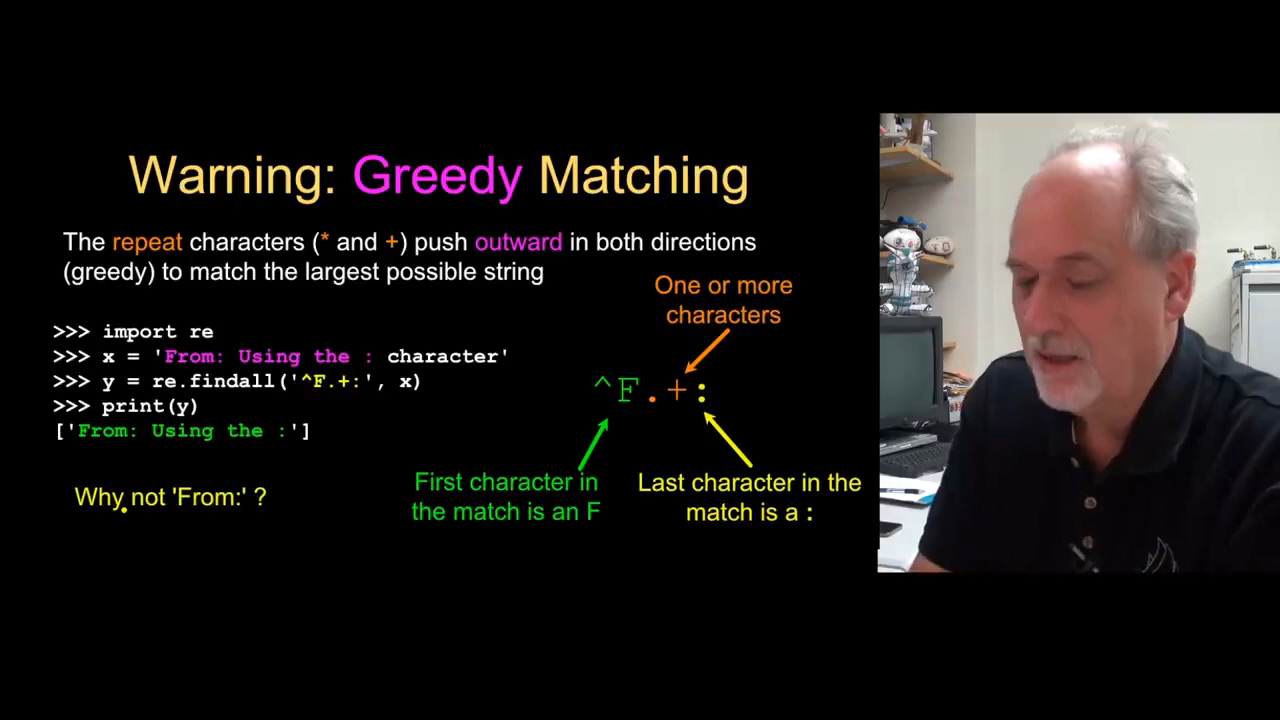 Warning: Greedy Matching
The repeat characters (* and +) push outward in both directions
(greedy) to match the largest possible string
One or more
characters
>>> import re
>>> x = 'From: Using the : character'
>>> y = re.findall('^F.+:', x)
>>> print(y)
['From: Using the :']
^F.+:
Why not 'From:' ?
First character in
the match is an F
Last character in the
match is a :